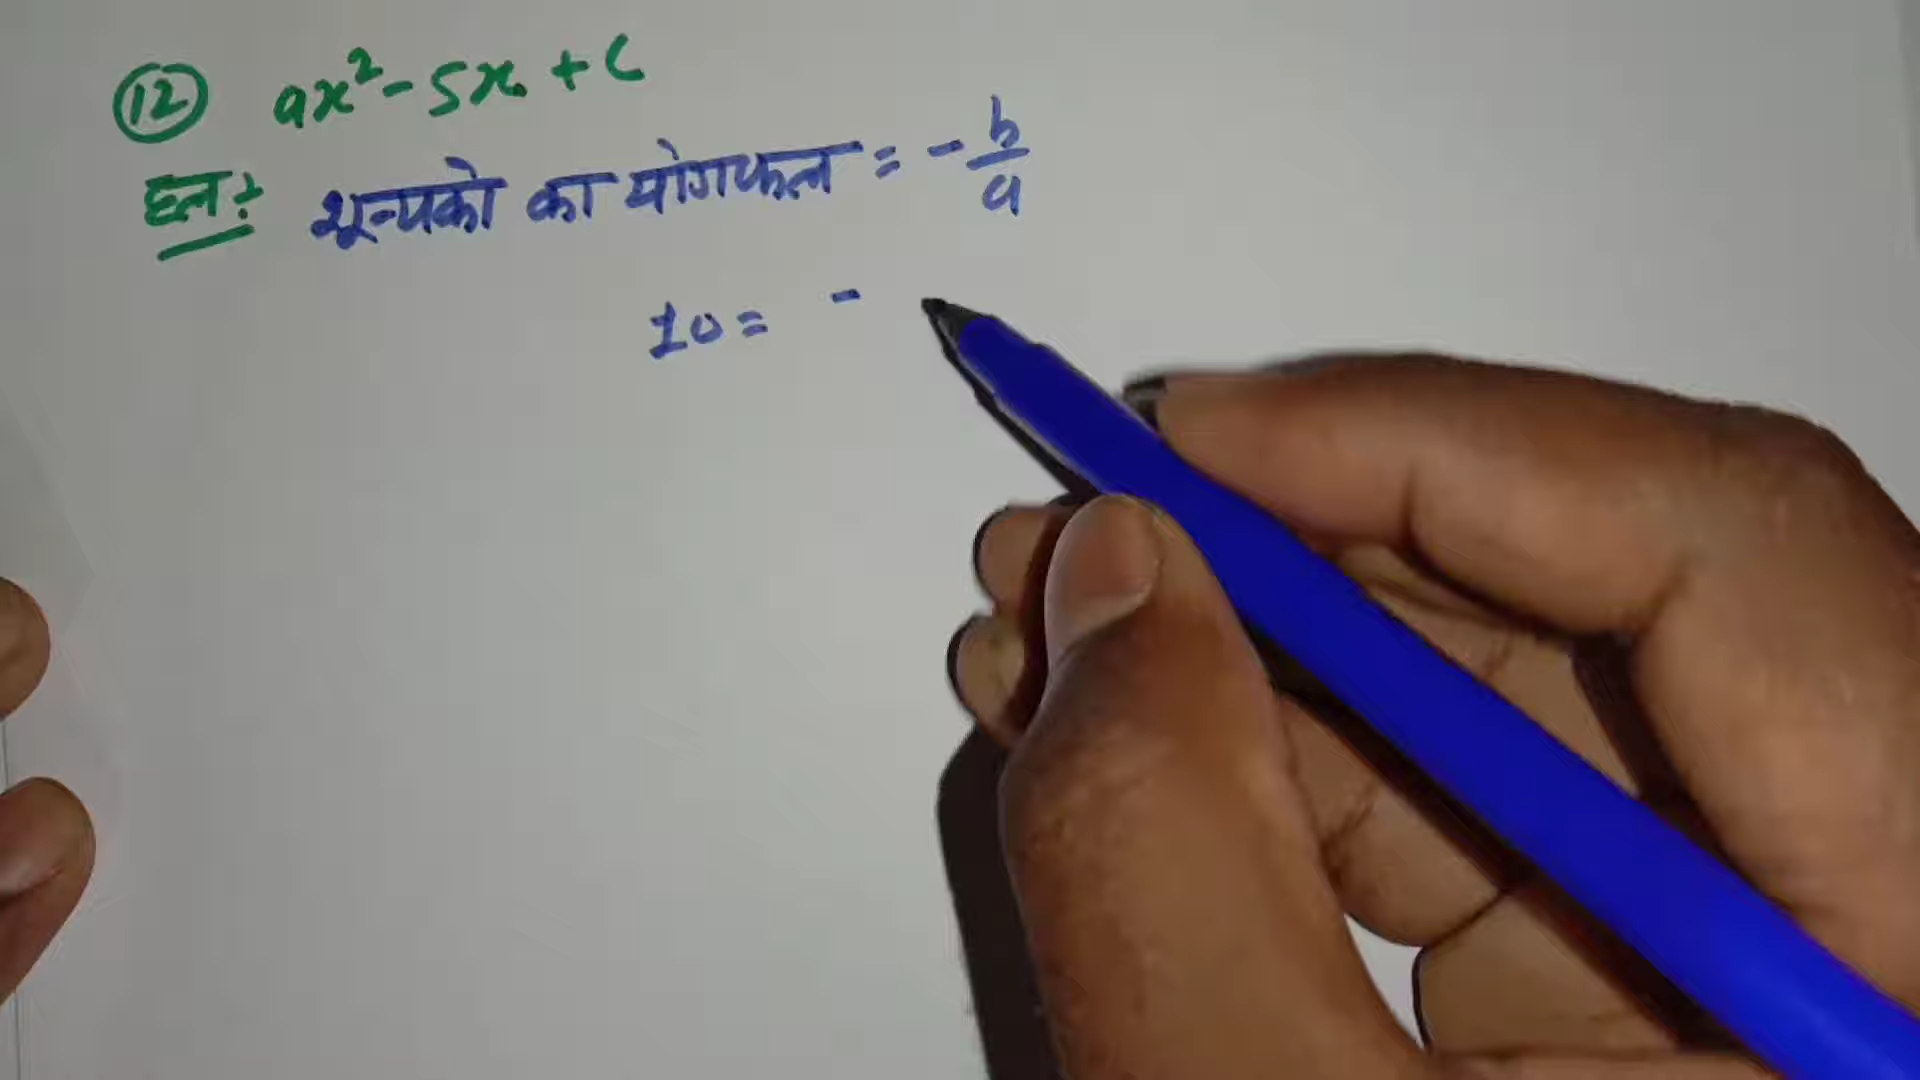 12 ax² - 5x + c
हल÷ शून्यको का योगफल = - b/a
10 = -